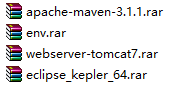 apache-maven-3.1.1.rar
env.rar
webserver-tomcat7.rar
eclipse_kepler_64.rar